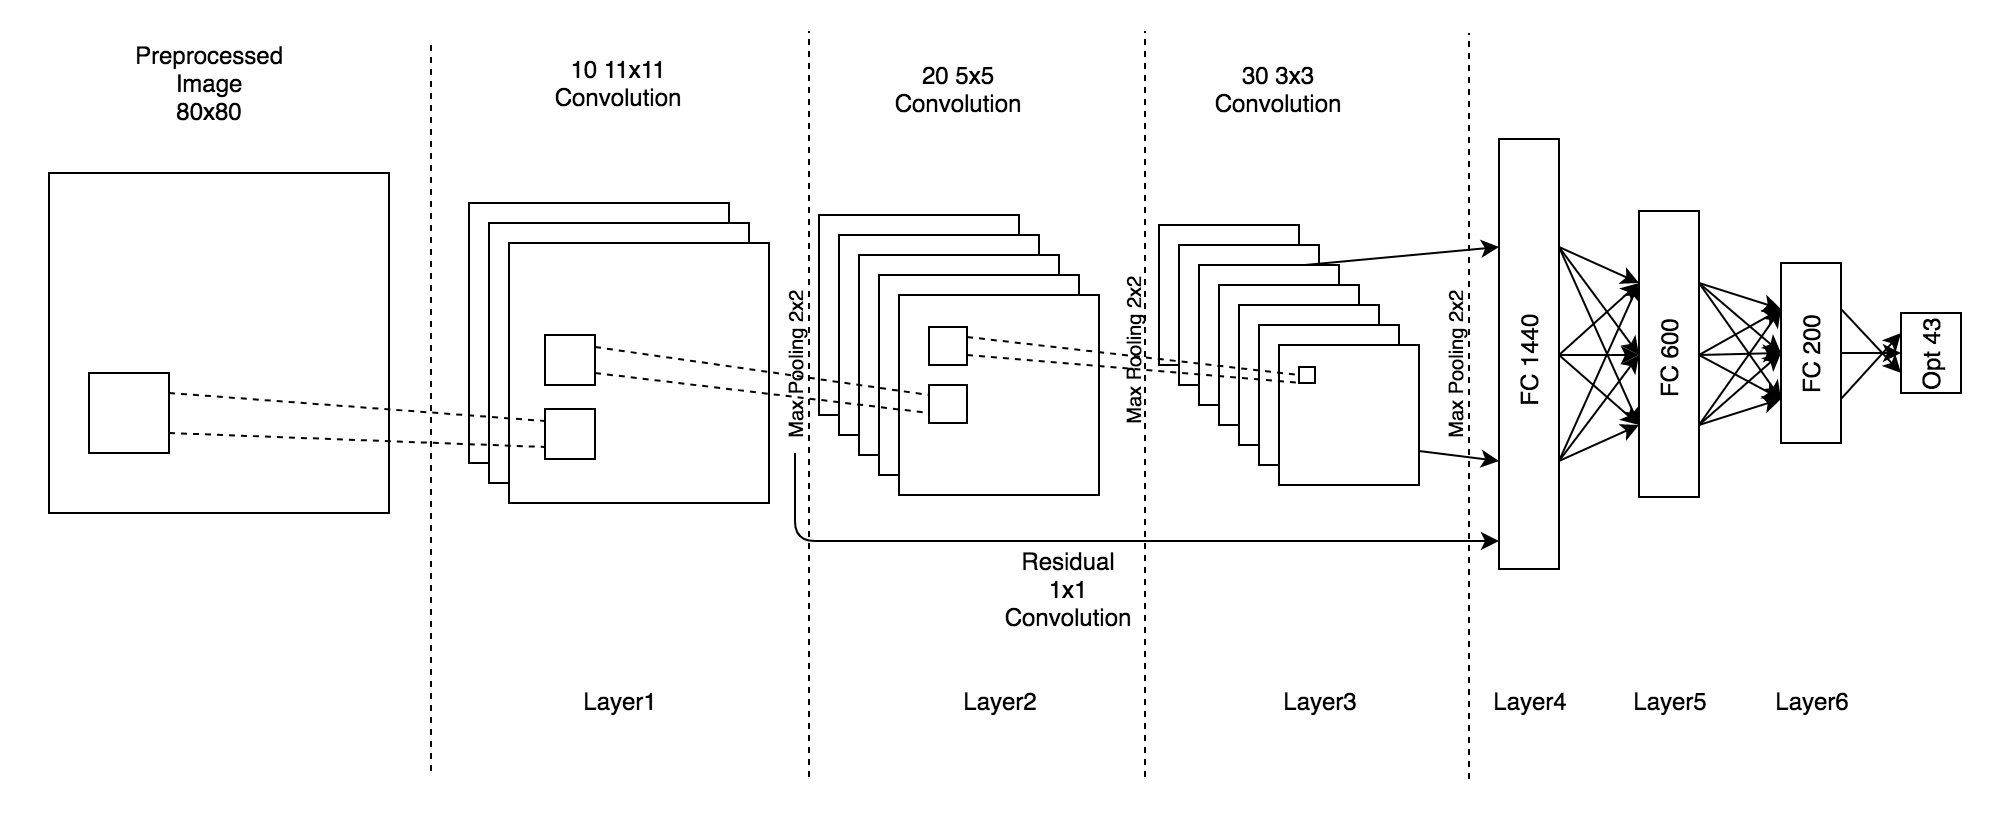 Preprocessed
Image
80x80
10 11x11
Convolution
20 5x5
Convolution
30 3x3
Convolution
Max Pooling 2x2
Max Pooling 2x2
Max Pooling 2x2
FC 1440
FC 600
FC 200
Opt 43
Residual
1x1
Convolution
Layer1
Layer2
Layer3
Layer4
Layer5
Layer6